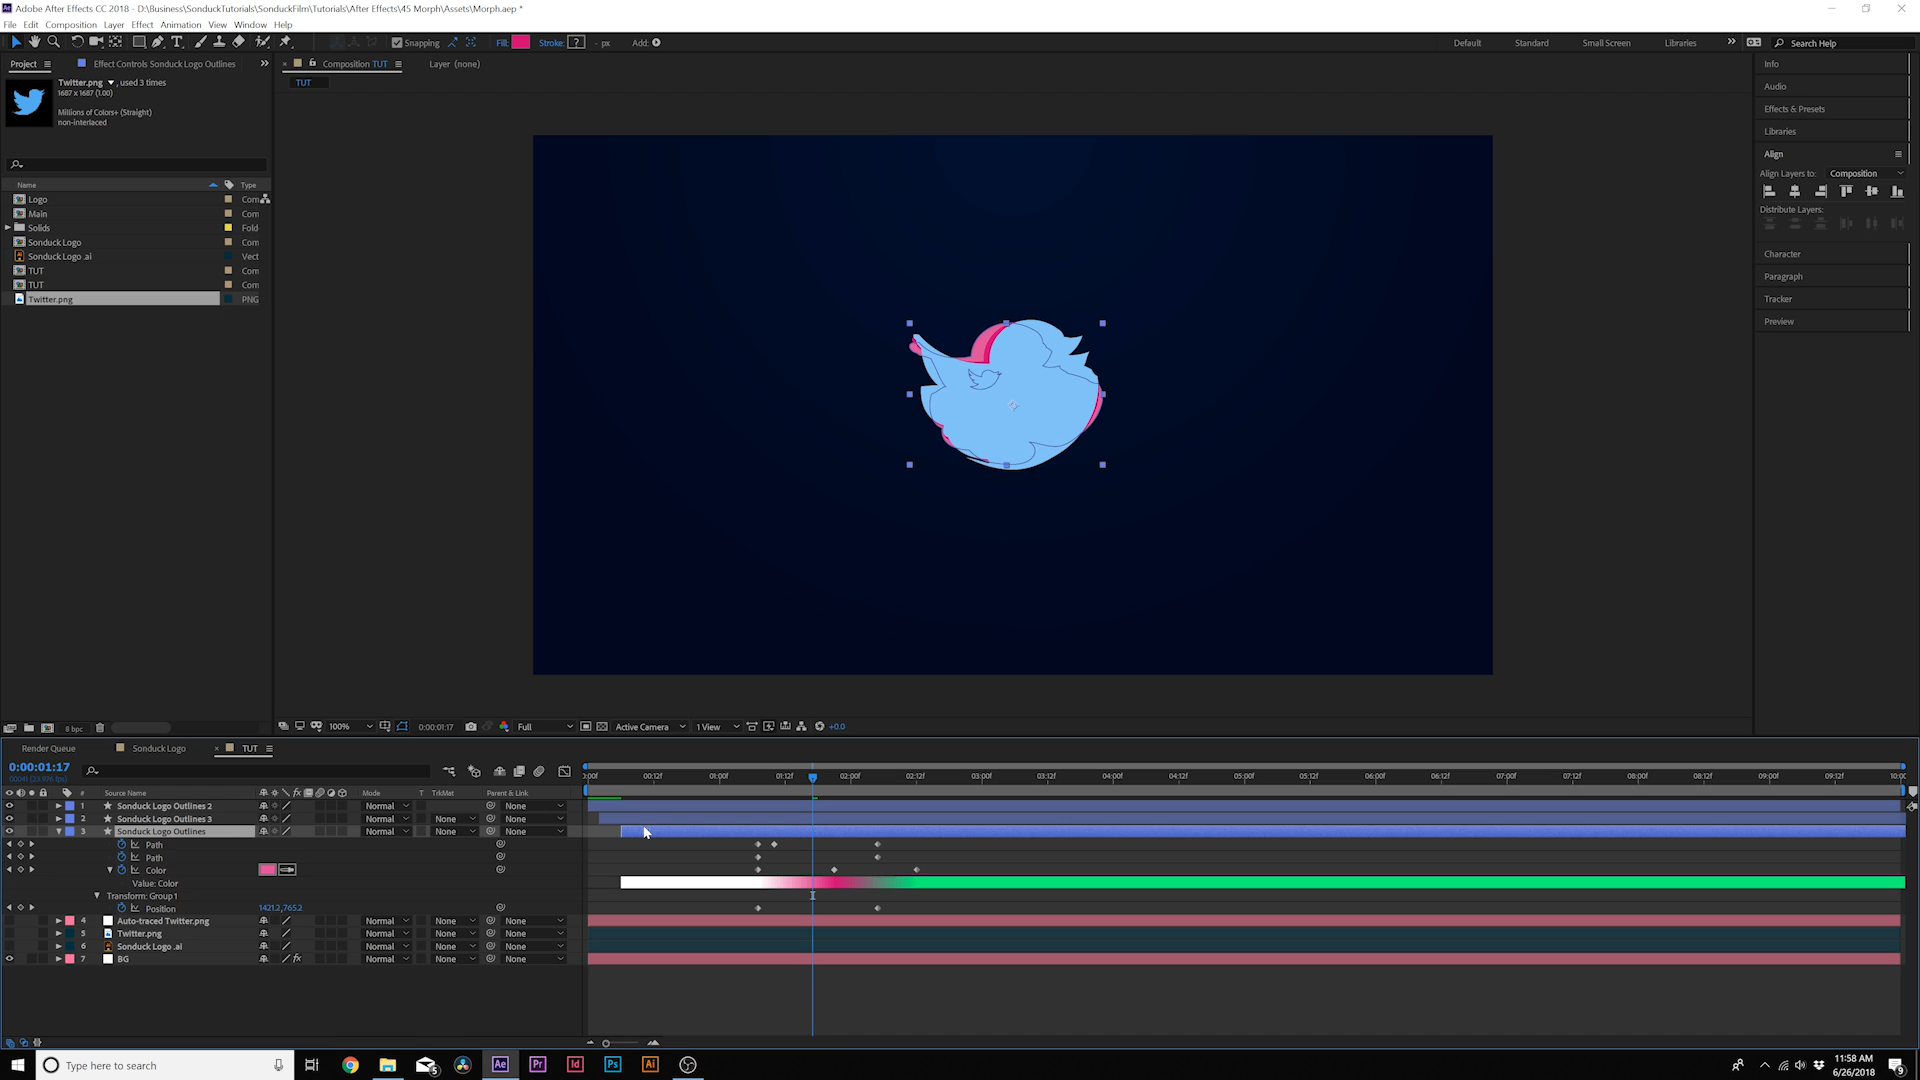 Adobe After Effects CC 2018 - D:\Business\SonduckTutorials\SonduckFilm\Tutorials\After Effects\45 Morph\Assets\Morph.aep *
File Edit Composition Layer Effect Animation View Window Help
Snapping Fill: Stroke: ? - px Add: Default Standard Small Screen Libraries Search Help
Project Effect Controls Sonduck Logo Outlines Composition TUT Layer (none) Info
Twitter.png , used 3 times TUT
1687 x 1687 (1.00)
Audio
Millions of Colors+ (Straight) Effects & Presets
non-interlaced
Libraries
Align
Align Layers to: Composition
Name Type
Logo Com
Distribute Layers:
Main Com
Solids Fold
Sonduck Logo Com
Sonduck Logo .ai Vect Character
TUT Com Paragraph
TUT Com
Twitter.png PNG Tracker
Preview
8 bpc 100% 0:00:01:17 Full Active Camera 1 View +0.0
Render Queue Sonduck Logo TUT
0:00:01:17
00041 (23.976 fps) 0:00f 00:12f 01:00f 01:12f 02:00f 02:12f 03:00f 03:12f 04:00f 04:12f 05:00f 05:12f 06:00f 06:12f 07:00f 07:12f 08:00f 08:12f 09:00f 09:12f 10:0
# Source Name Mode T TrkMat Parent & Link
1 Sonduck Logo Outlines 2 Normal None
2 Sonduck Logo Outlines 3 Normal None None
3 Sonduck Logo Outlines Normal None None
Path
Path
Color
Value: Color
Transform: Group 1
Position 1421.2,765.2
4 Auto-traced Twitter.png Normal None None
5 Twitter.png Normal None None
6 Sonduck Logo .ai Normal None None
7 BG fx Normal None None
Type here to search 5 Ae Pr Id Ps Ai 11:58 AM
6/26/2018 9